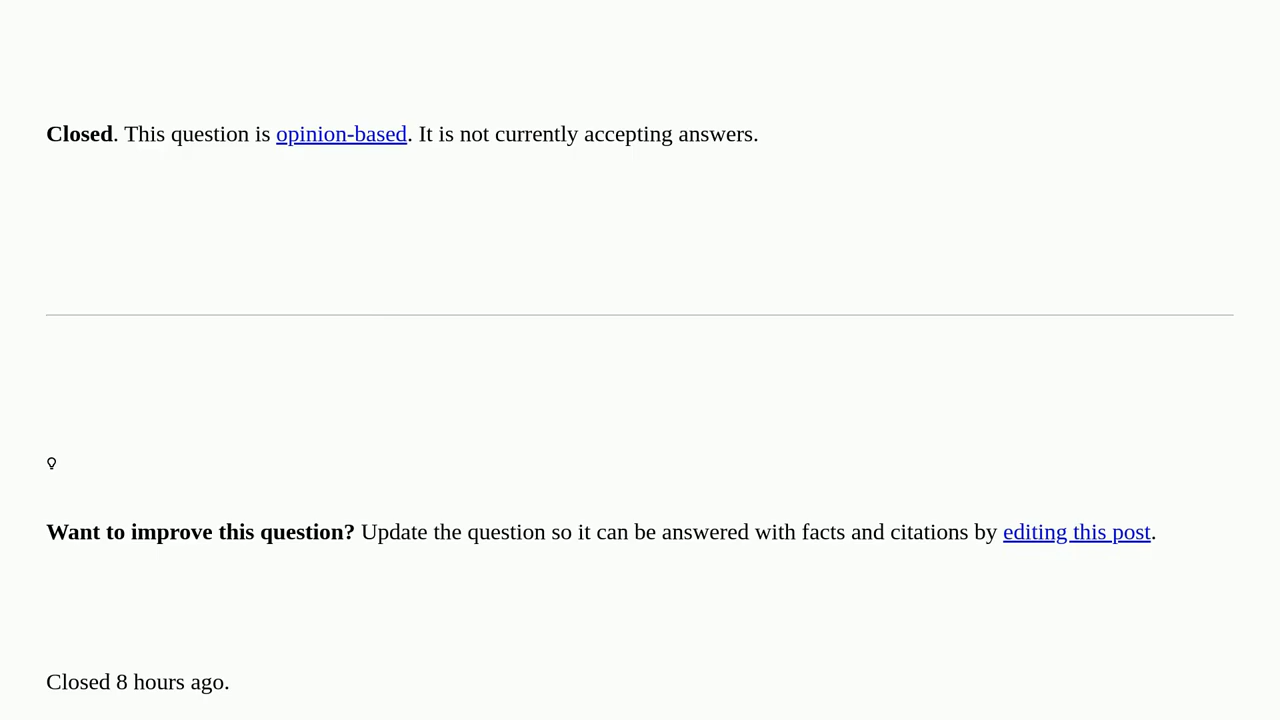 Closed. This question is opinion-based. It is not currently accepting answers.
Want to improve this question? Update the question so it can be answered with facts and citations by editing this post.
Closed 8 hours ago.